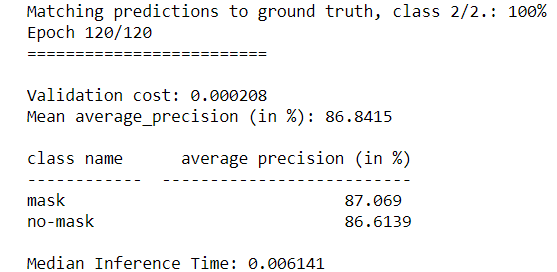 Matching predictions to ground truth, class 2/2.: 100%
Epoch 120/120
=========================
Validation cost: 0.000208
Mean average_precision (in %): 86.8415
class name      average precision (in %)
------------  --------------------------
mask                             87.069
no-mask                          86.6139
Median Inference Time: 0.006141